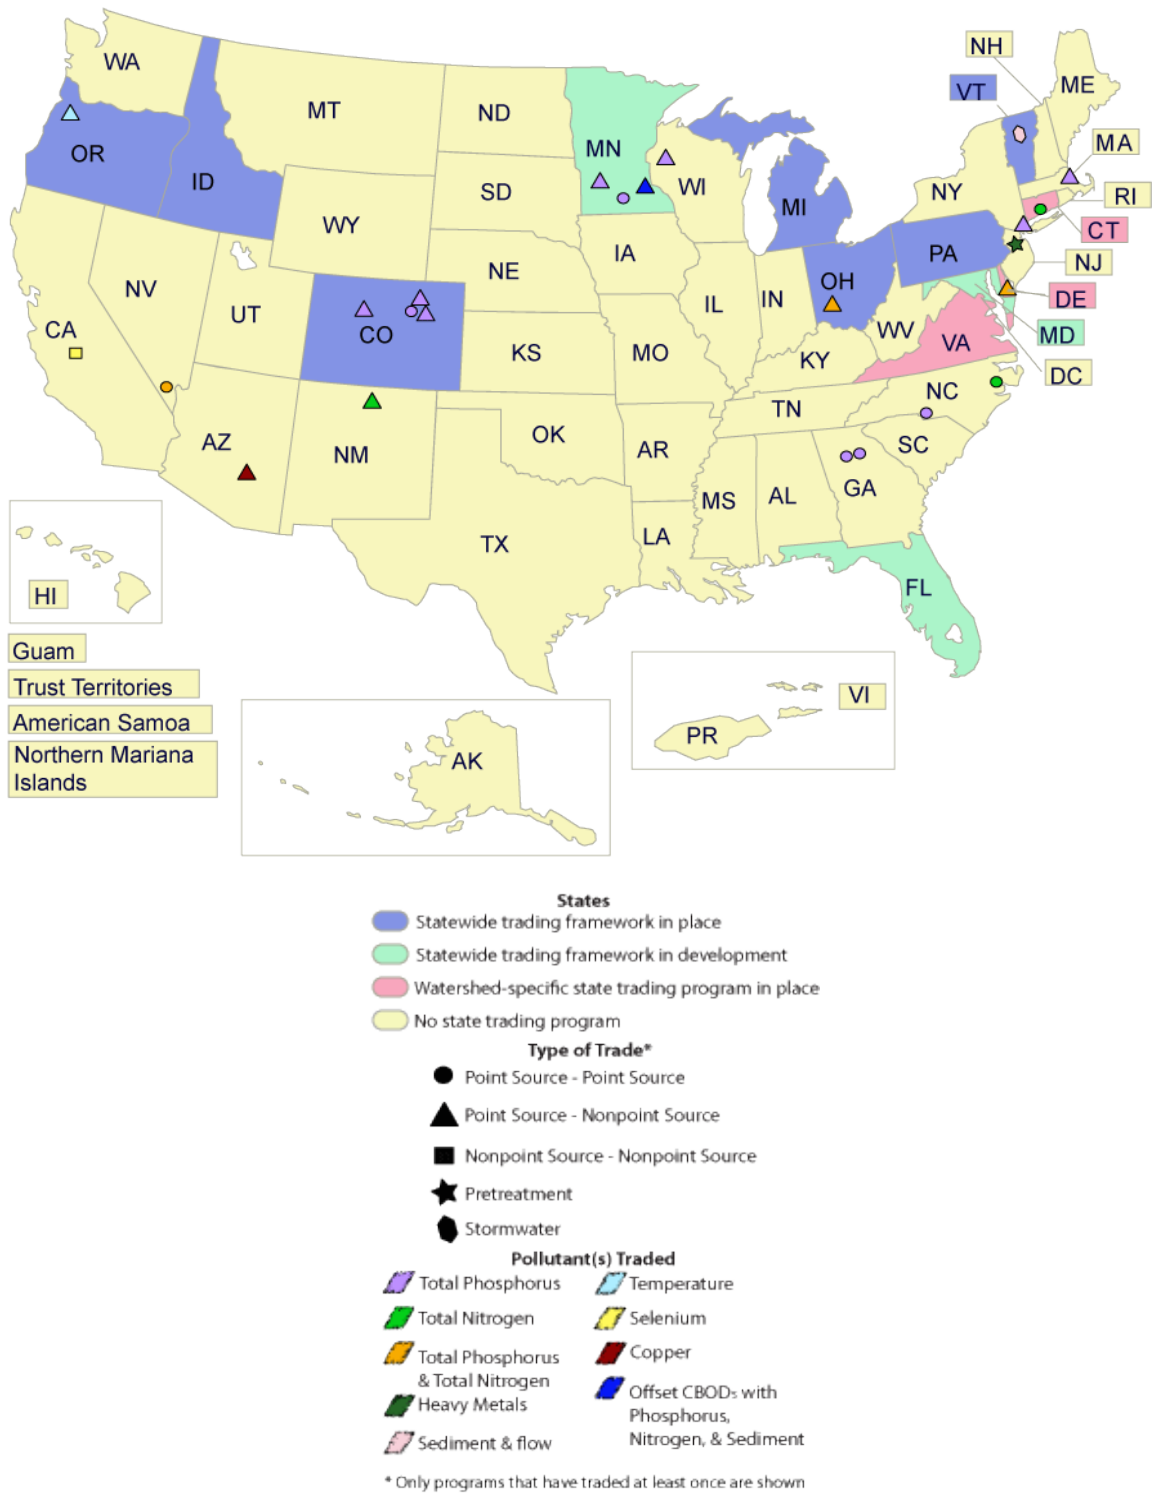 NH
WA
ME
VT
MT
ND
MA
OR
MN
ID
SD
WI
NY
RI
MI
WY
CT
IA
PA
NJ
NE
OH
NV
IN
DE
IL
UT
CA
CO
WV
VA
MD
KS
MO
KY
DC
NC
TN
AZ
OK
SC
NM
AR
GA
MS
AL
TX
LA
FL
HI
Guam
Trust Territories
VI
American Samoa
PR
Northern Mariana
Islands
AK
States
Statewide trading framework in place
Statewide trading framework in development
Watershed-specific state trading program in place
No state trading program
Type of Trade*
Point Source - Point Source
Point Source - Nonpoint Source
Nonpoint Source - Nonpoint Source
Pretreatment
Stormwater
Pollutant(s) Traded
Total Phosphorus
Temperature
Total Nitrogen
Selenium
Total Phosphorus
& Total Nitrogen
Copper
Heavy Metals
Offset CBOD₅ with
Phosphorus,
Nitrogen, & Sediment
Sediment & flow
* Only programs that have traded at least once are shown